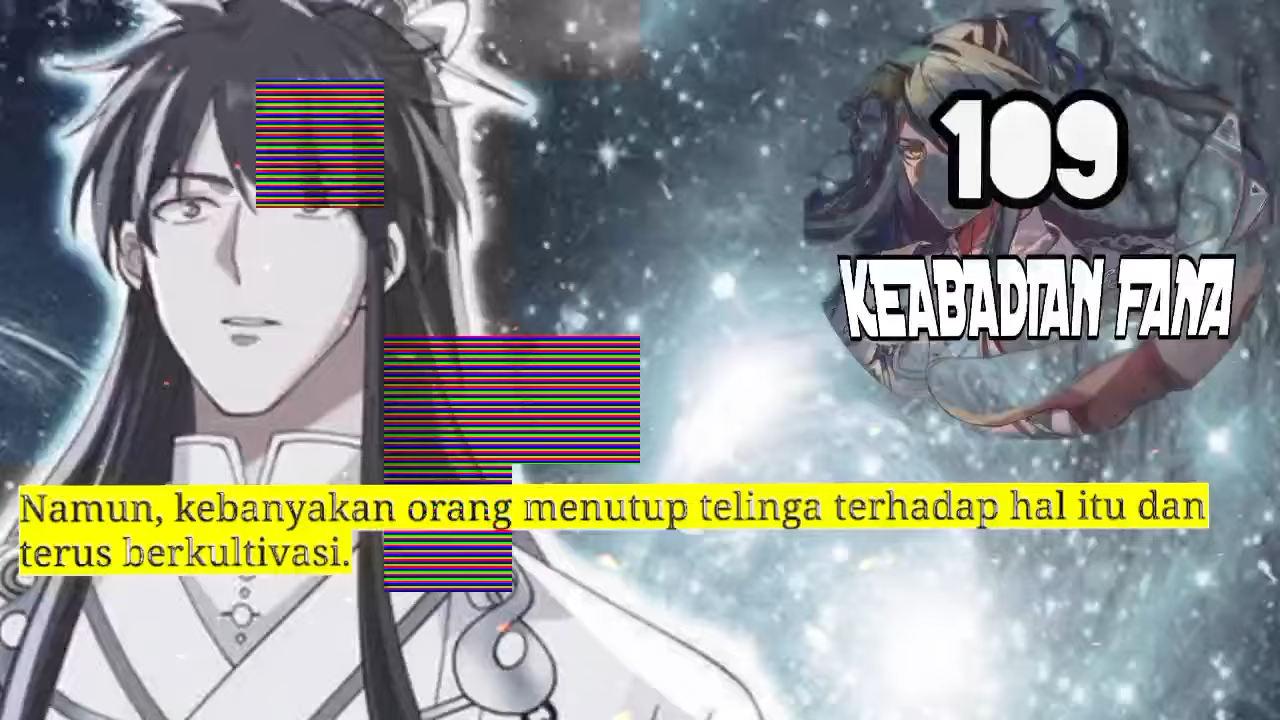 109
KEABADIAN FANA
Namun, kebanyakan orang menutup telinga terhadap hal itu dan
terus berkultivasi.